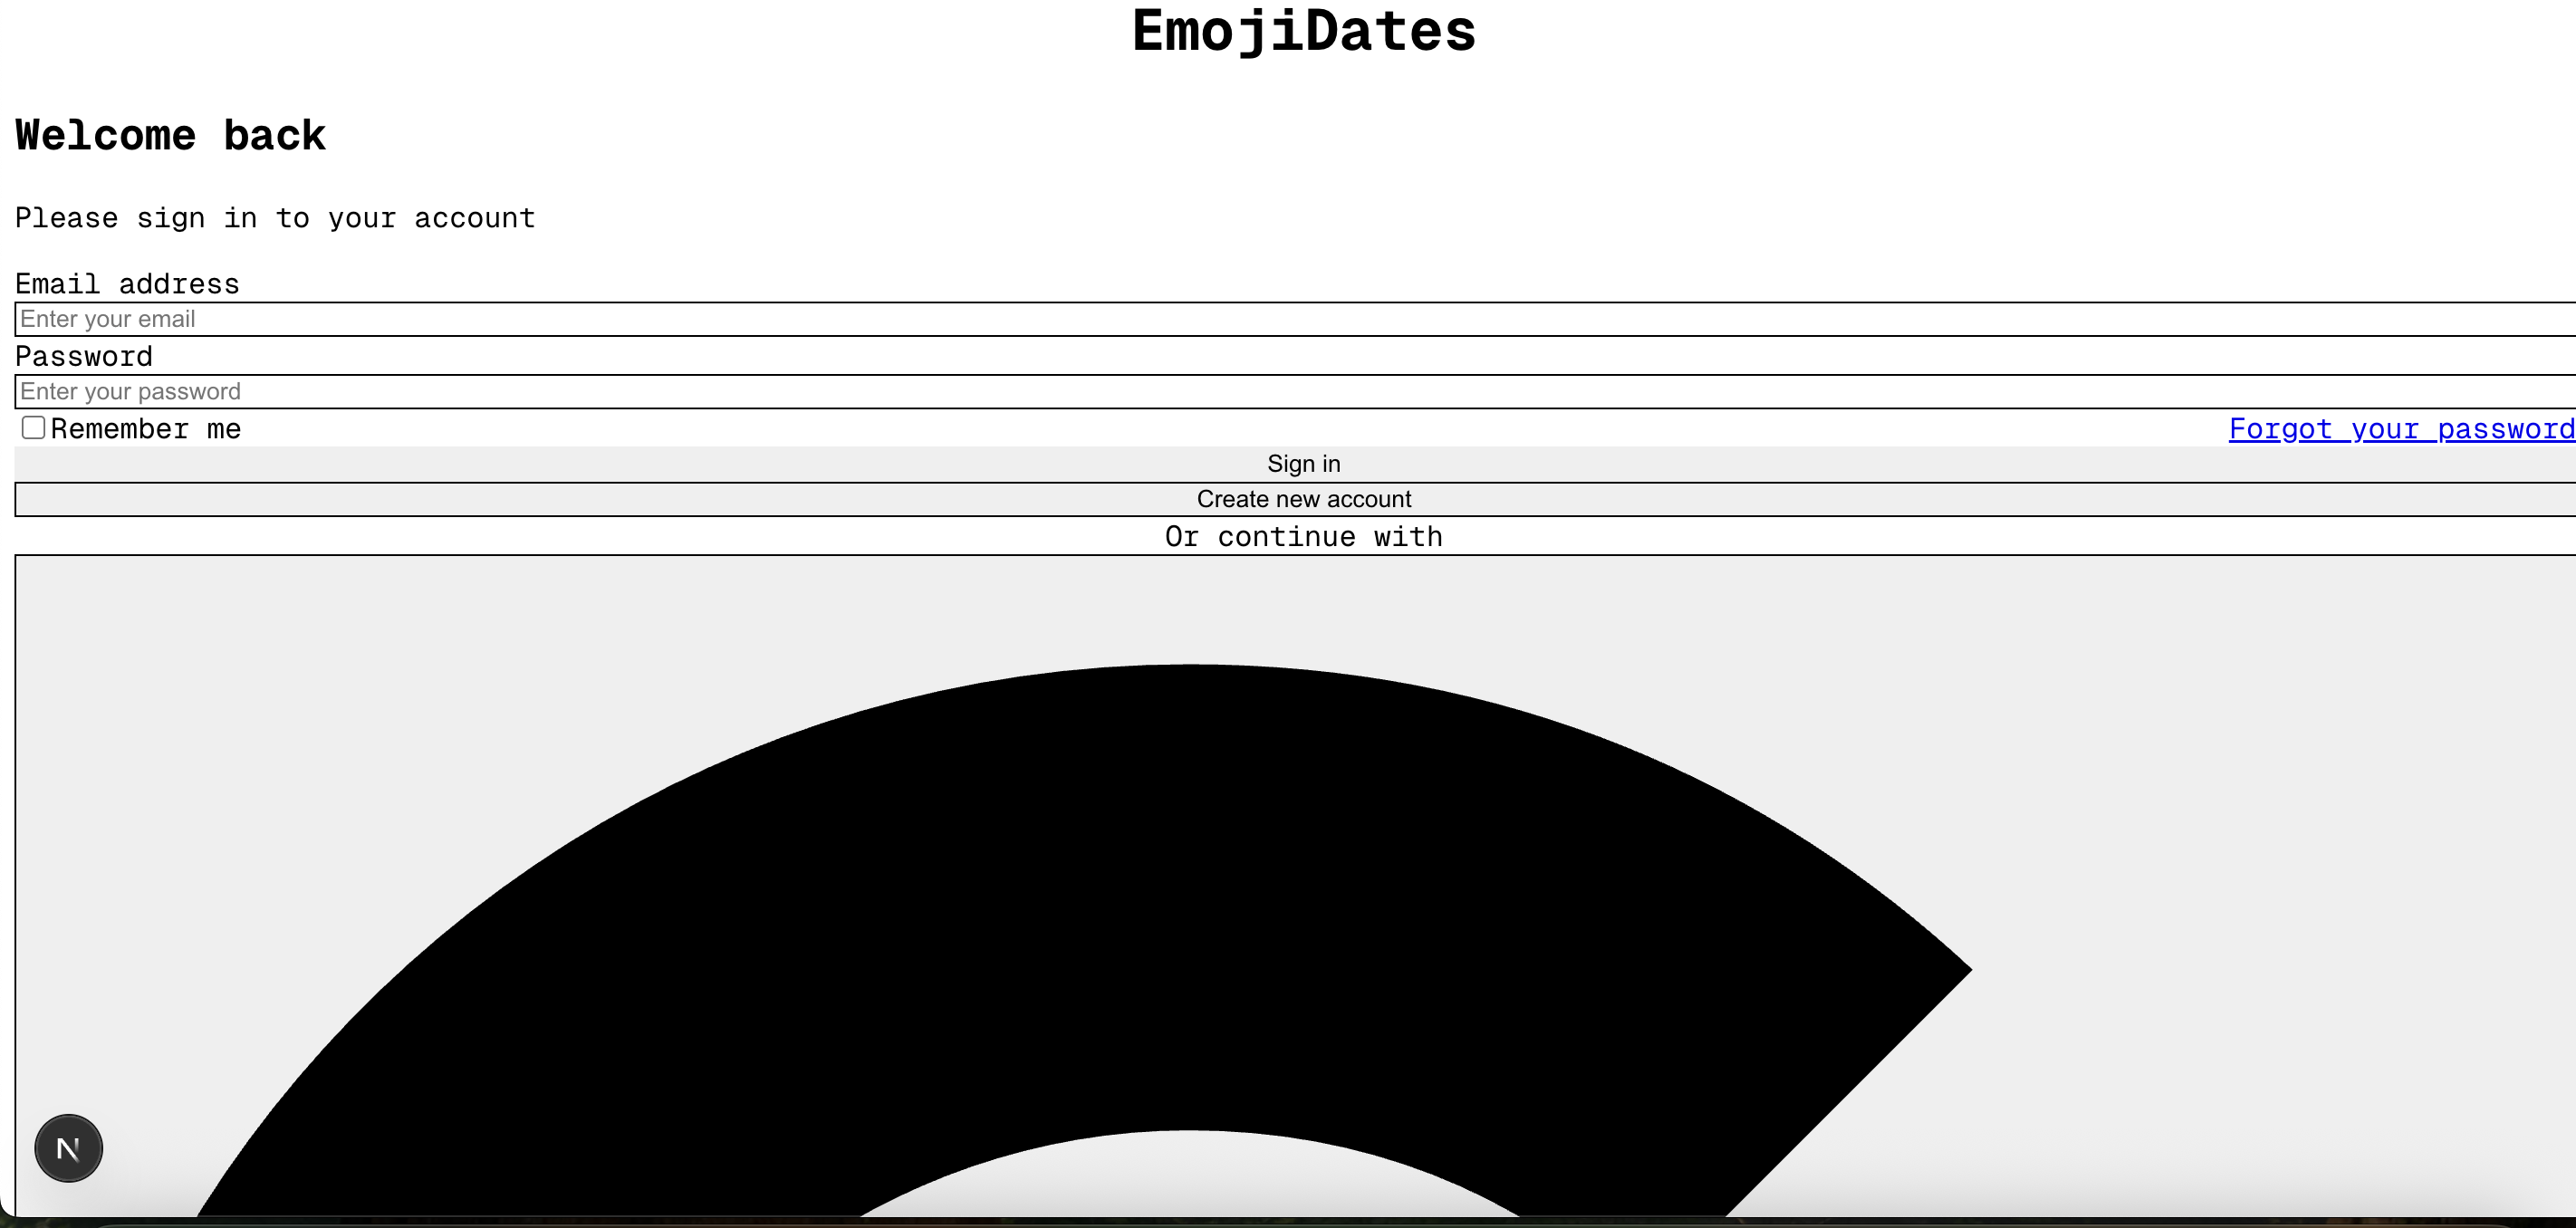 EmojiDates
Welcome back
Please sign in to your account
Email address
Enter your email
Password
Enter your password
Remember me
Forgot your password
Sign in
Create new account
Or continue with
N